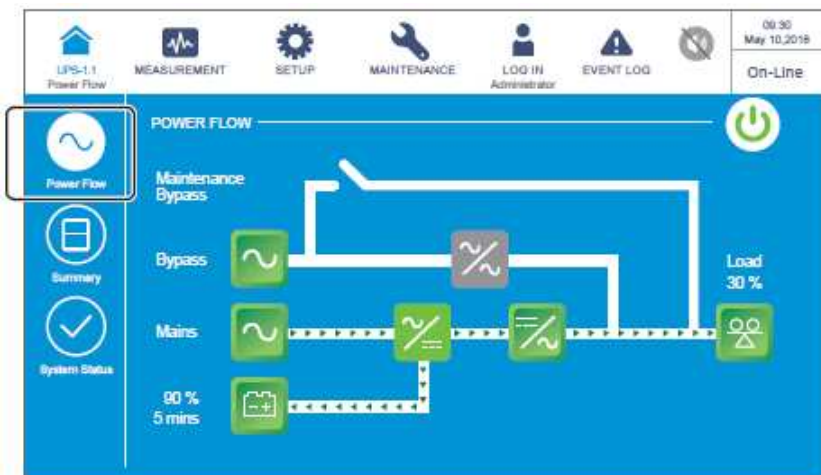 UPS-1.1
Power Flow
MEASUREMENT
SETUP
MAINTENANCE
LOG IN
Administrator
EVENT LOG
09:30
May 10,2018
On-Line
Power Flow
Summary
System Status
POWER FLOW
Maintenance
Bypass
Bypass
Load
30 %
Mains
90 %
5 mins